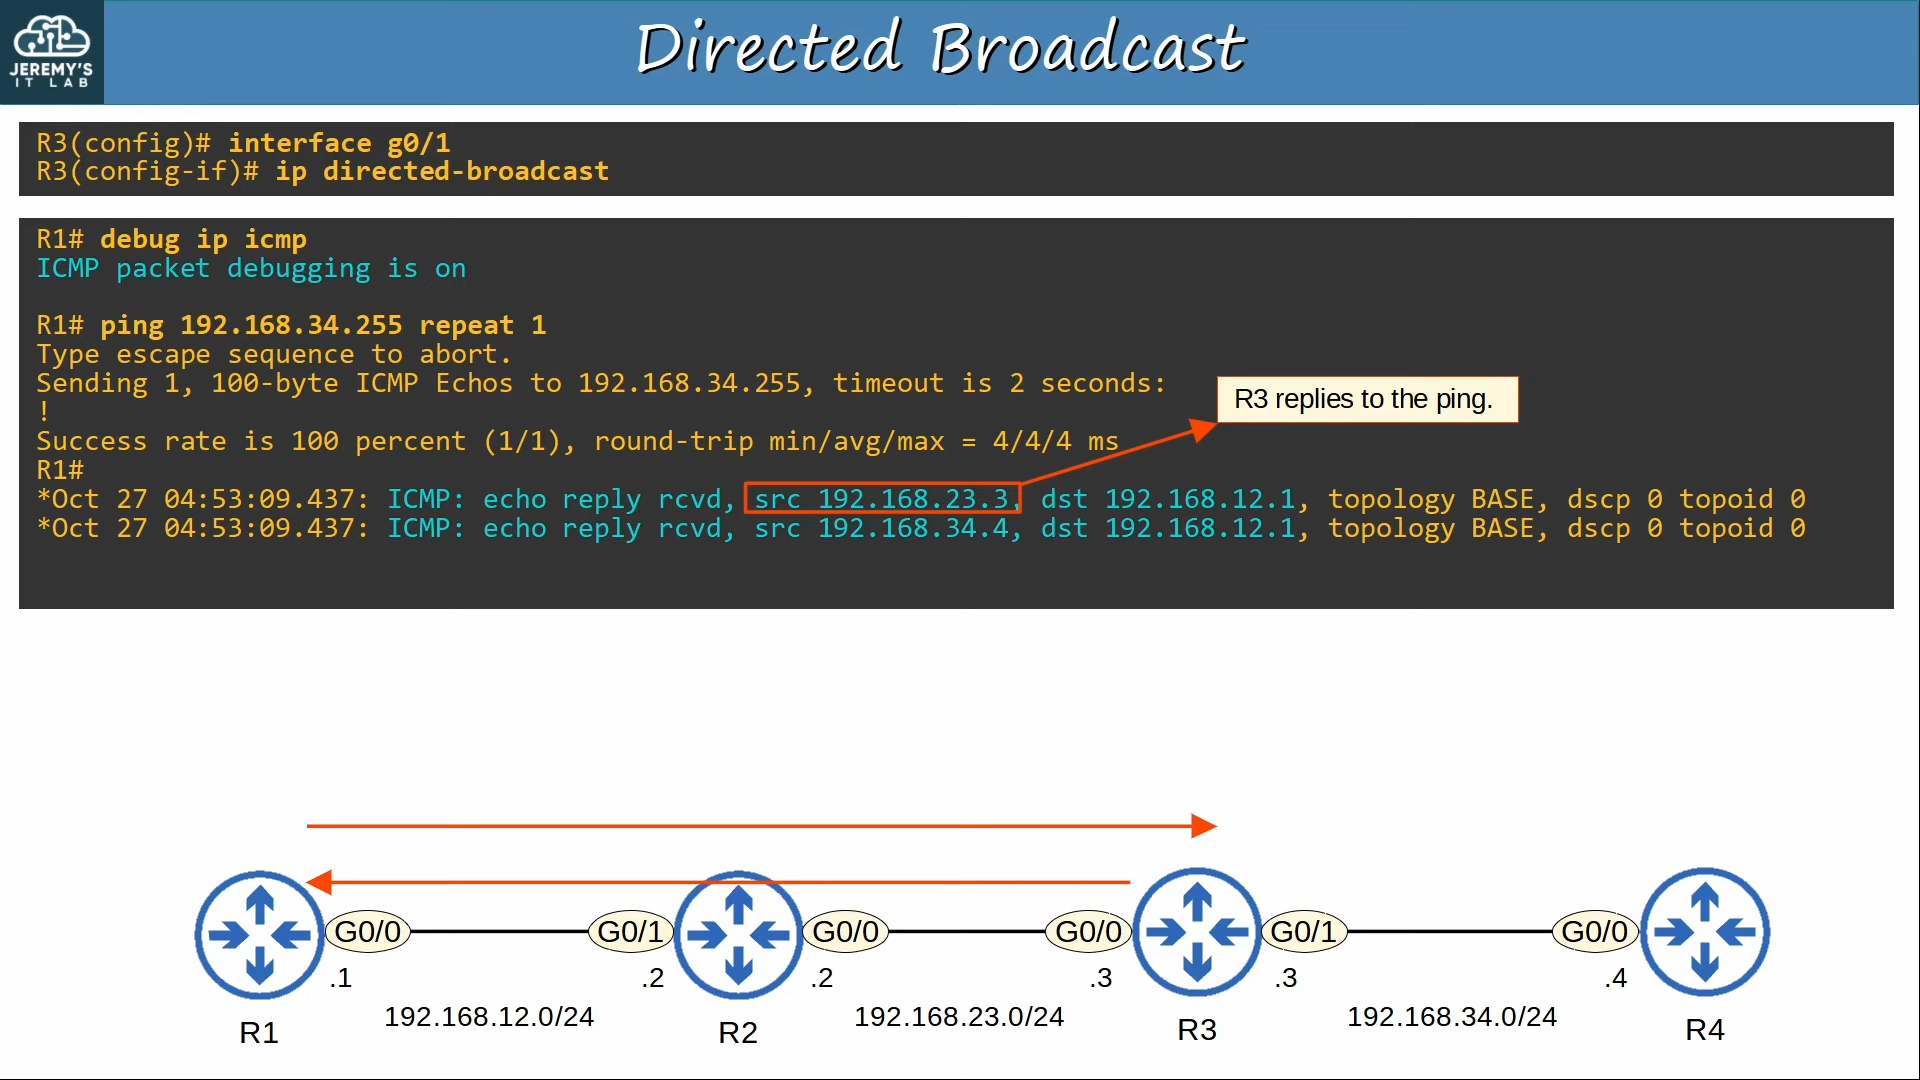 JEREMY'S
IT LAB
Directed Broadcast
R3(config)# interface g0/1
R3(config-if)# ip directed-broadcast
R1# debug ip icmp
ICMP packet debugging is on
R1# ping 192.168.34.255 repeat 1
Type escape sequence to abort.
Sending 1, 100-byte ICMP Echos to 192.168.34.255, timeout is 2 seconds:
!
Success rate is 100 percent (1/1), round-trip min/avg/max = 4/4/4 ms
R1#
*Oct 27 04:53:09.437: ICMP: echo reply rcvd, src 192.168.23.3, dst 192.168.12.1, topology BASE, dscp 0 topoid 0
*Oct 27 04:53:09.437: ICMP: echo reply rcvd, src 192.168.34.4, dst 192.168.12.1, topology BASE, dscp 0 topoid 0
R3 replies to the ping.
G0/0 G0/1 G0/0 G0/0 G0/1 G0/0
.1 .2 .2 .3 .3 .4
192.168.12.0/24 192.168.23.0/24 192.168.34.0/24
R1 R2 R3 R4